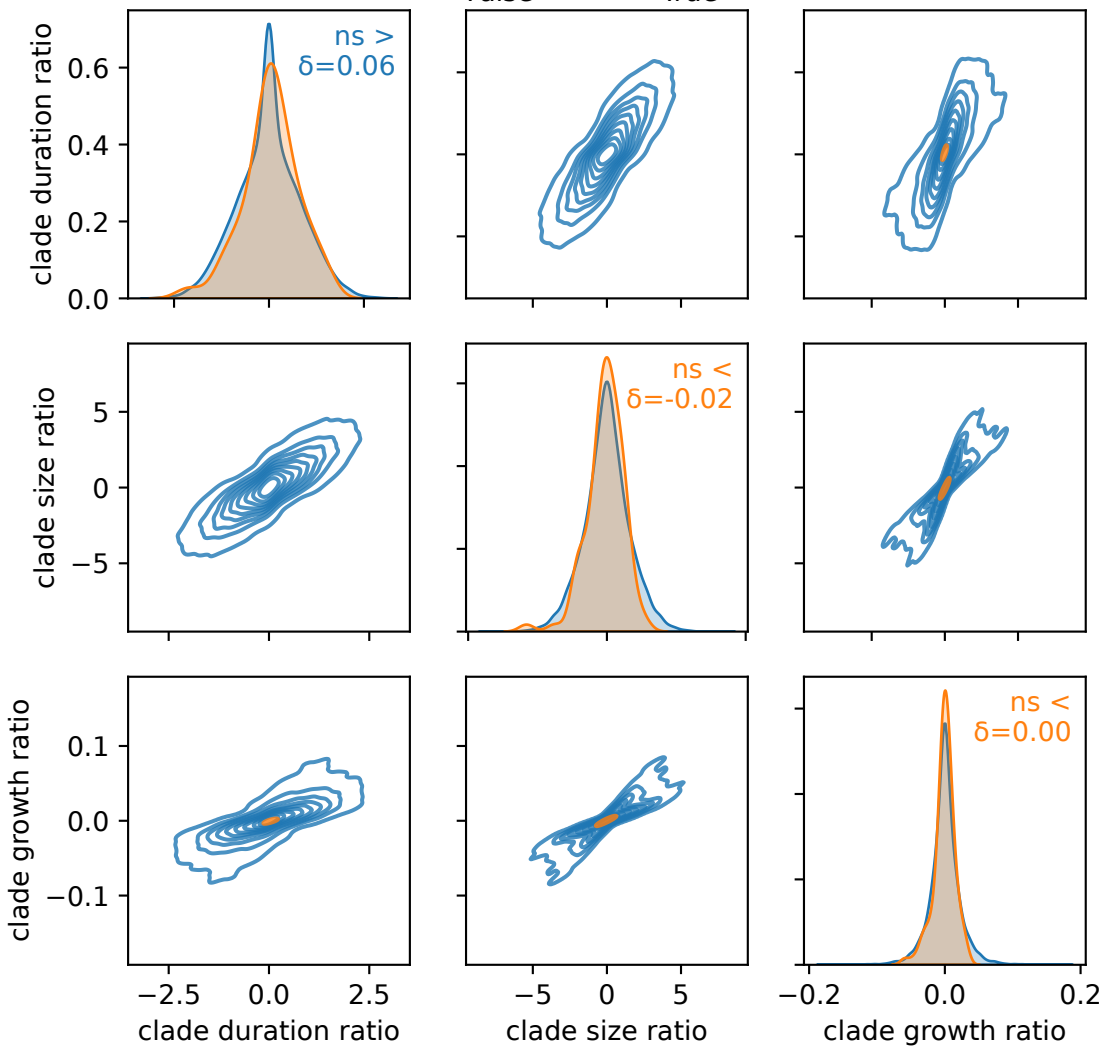 clade duration ratio
0.6
0.4
0.2
0.0
ns >
δ=0.06
clade size ratio
5
0
−5
ns <
δ=-0.02
clade growth ratio
0.1
0.0
−0.1
ns <
δ=0.00
−2.5 0.0 2.5
−5 0 5
−0.2 0.0 0.2
clade duration ratio
clade size ratio
clade growth ratio